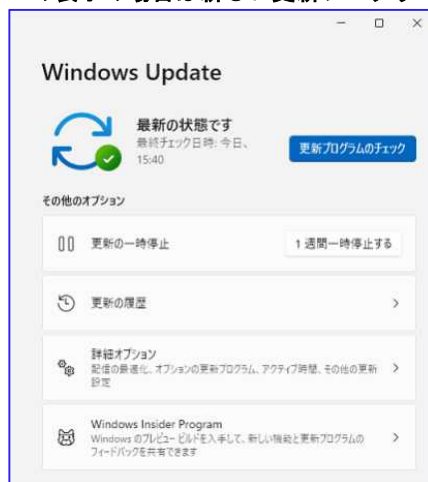 Windows Update
最新の状態です
最終チェック日時: 今日、
15:40
更新プログラムのチェック
その他のオプション
更新の一時停止
1 週間一時停止する
更新の履歴
詳細オプション
配信の最適化、オプションの更新プログラム、アクティブ時間、その他の更新
設定
Windows Insider Program
Windows のプレビュー ビルドを入手して、新しい機能と更新プログラムの
フィードバックを共有できます